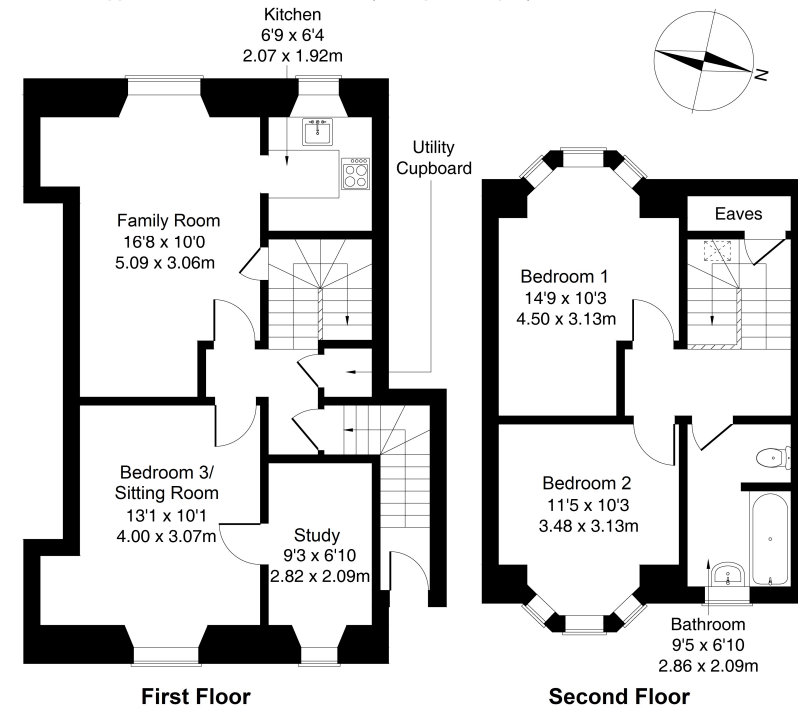 Kitchen
6'9 x 6'4
2.07 x 1.92m
N
Utility
Cupboard
Family Room
16'8 x 10'0
5.09 x 3.06m
Eaves
Bedroom 1
14'9 x 10'3
4.50 x 3.13m
Bedroom 3/
Sitting Room
13'1 x 10'1
4.00 x 3.07m
Study
9'3 x 6'10
2.82 x 2.09m
Bedroom 2
11'5 x 10'3
3.48 x 3.13m
Bathroom
9'5 x 6'10
2.86 x 2.09m
First Floor
Second Floor